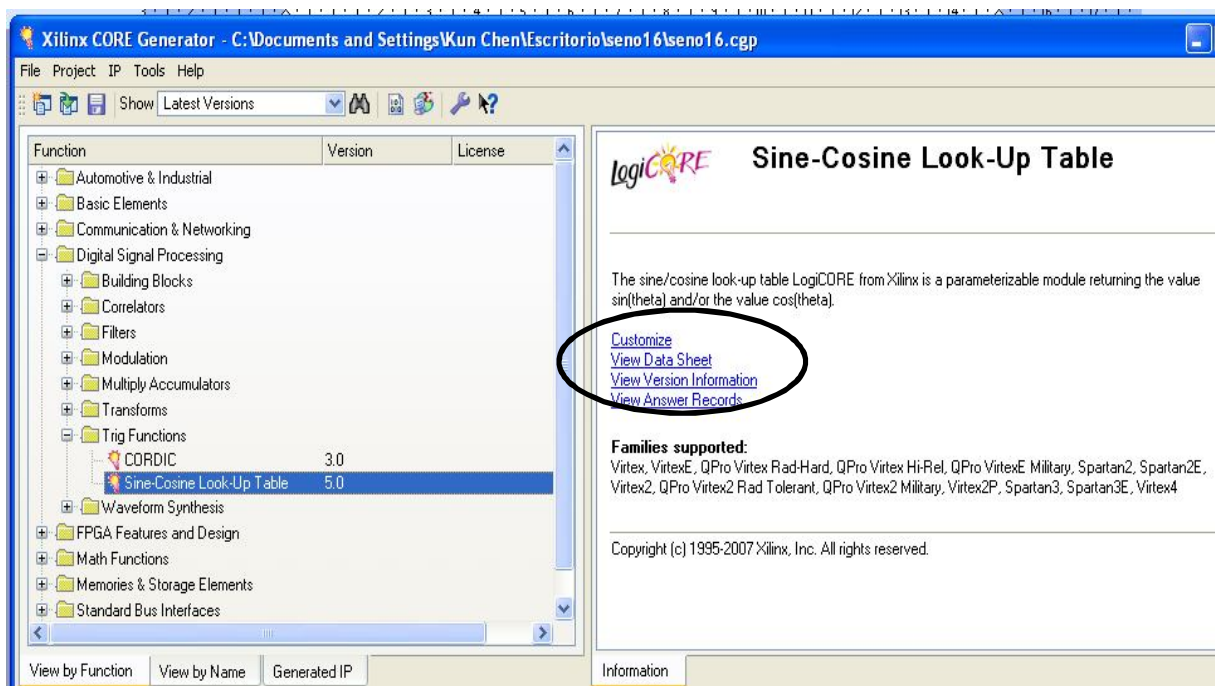 Xilinx CORE Generator - C:\Documents and Settings\Kun Chen\Escritorio\seno16\seno16.cgp
File Project IP Tools Help
Show Latest Versions
Function Version License
Automotive & Industrial
Basic Elements
Communication & Networking
Digital Signal Processing
Building Blocks
Correlators
Filters
Modulation
Multiply Accumulators
Transforms
Trig Functions
CORDIC 3.0
Sine-Cosine Look-Up Table 5.0
Waveform Synthesis
FPGA Features and Design
Math Functions
Memories & Storage Elements
Standard Bus Interfaces
View by Function View by Name Generated IP
LogiCORE Sine-Cosine Look-Up Table
The sine/cosine look-up table LogiCORE from Xilinx is a parameterizable module returning the value
sin(theta) and/or the value cos(theta).
Customize
View Data Sheet
View Version Information
View Answer Records
Families supported:
Virtex, VirtexE, QPro Virtex Rad-Hard, QPro Virtex Hi-Rel, QPro VirtexE Military, Spartan2, Spartan2E,
Virtex2, QPro Virtex2 Rad Tolerant, QPro Virtex2 Military, Virtex2P, Spartan3, Spartan3E, Virtex4
Copyright (c) 1995-2007 Xilinx, Inc. All rights reserved.
Information